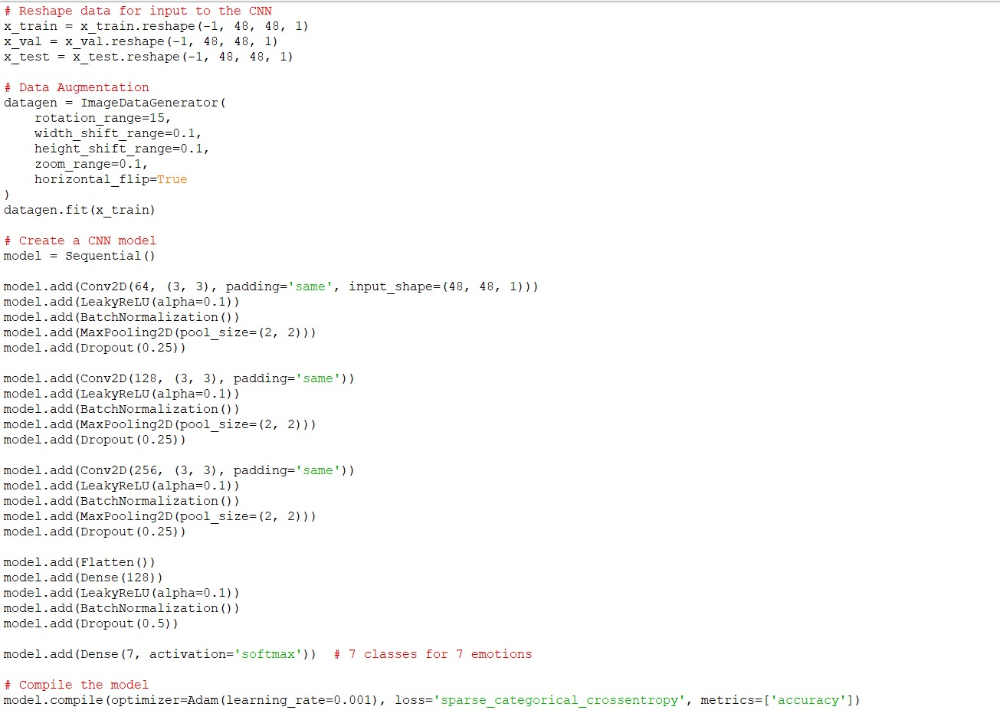 # Reshape data for input to the CNN
x_train = x_train.reshape(-1, 48, 48, 1)
x_val = x_val.reshape(-1, 48, 48, 1)
x_test = x_test.reshape(-1, 48, 48, 1)

# Data Augmentation
datagen = ImageDataGenerator(
    rotation_range=15,
    width_shift_range=0.1,
    height_shift_range=0.1,
    zoom_range=0.1,
    horizontal_flip=True
)
datagen.fit(x_train)

# Create a CNN model
model = Sequential()

model.add(Conv2D(64, (3, 3), padding='same', input_shape=(48, 48, 1)))
model.add(LeakyReLU(alpha=0.1))
model.add(BatchNormalization())
model.add(MaxPooling2D(pool_size=(2, 2)))
model.add(Dropout(0.25))

model.add(Conv2D(128, (3, 3), padding='same'))
model.add(LeakyReLU(alpha=0.1))
model.add(BatchNormalization())
model.add(MaxPooling2D(pool_size=(2, 2)))
model.add(Dropout(0.25))

model.add(Conv2D(256, (3, 3), padding='same'))
model.add(LeakyReLU(alpha=0.1))
model.add(BatchNormalization())
model.add(MaxPooling2D(pool_size=(2, 2)))
model.add(Dropout(0.25))

model.add(Flatten())
model.add(Dense(128))
model.add(LeakyReLU(alpha=0.1))
model.add(BatchNormalization())
model.add(Dropout(0.5))

model.add(Dense(7, activation='softmax'))  # 7 classes for 7 emotions

# Compile the model
model.compile(optimizer=Adam(learning_rate=0.001), loss='sparse_categorical_crossentropy', metrics=['accuracy'])